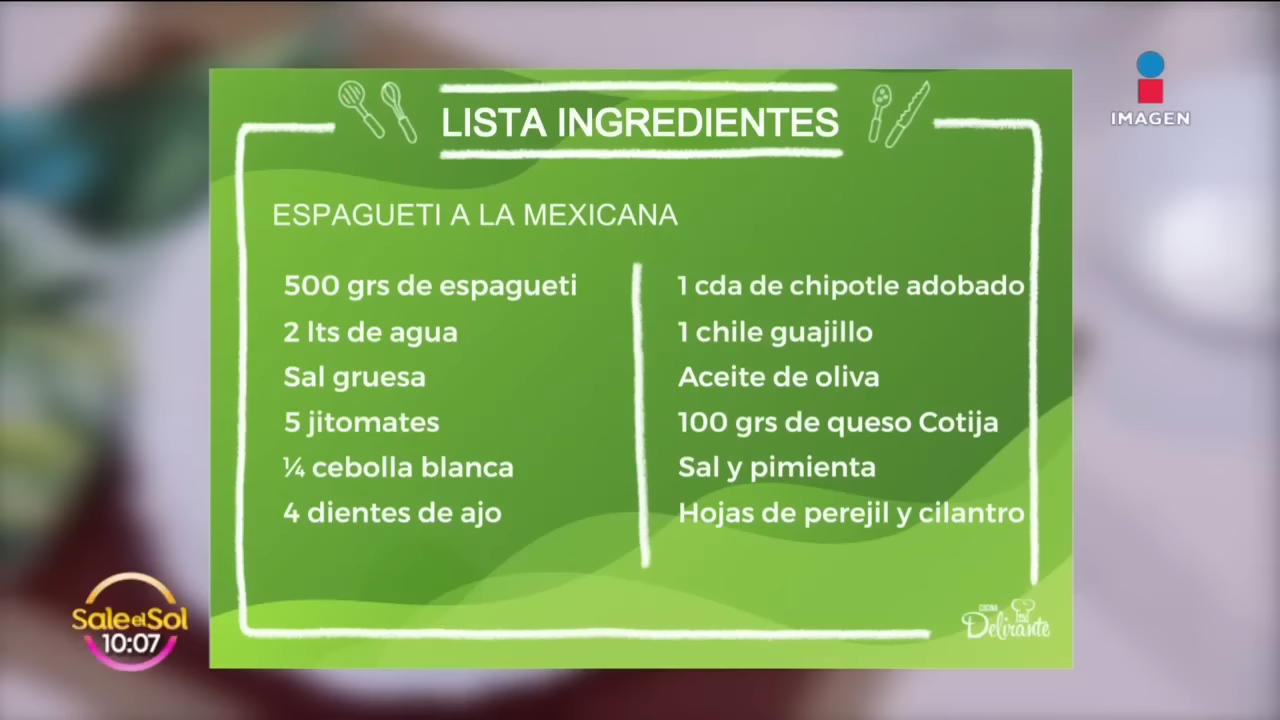 IMAGEN
LISTA INGREDIENTES
ESPAGUETI A LA MEXICANA
500 grs de espagueti
2 lts de agua
Sal gruesa
5 jitomates
¼ cebolla blanca
4 dientes de ajo
1 cda de chipotle adobado
1 chile guajillo
Aceite de oliva
100 grs de queso Cotija
Sal y pimienta
Hojas de perejil y cilantro
COCINA
Delirante
Sale el Sol
10:07